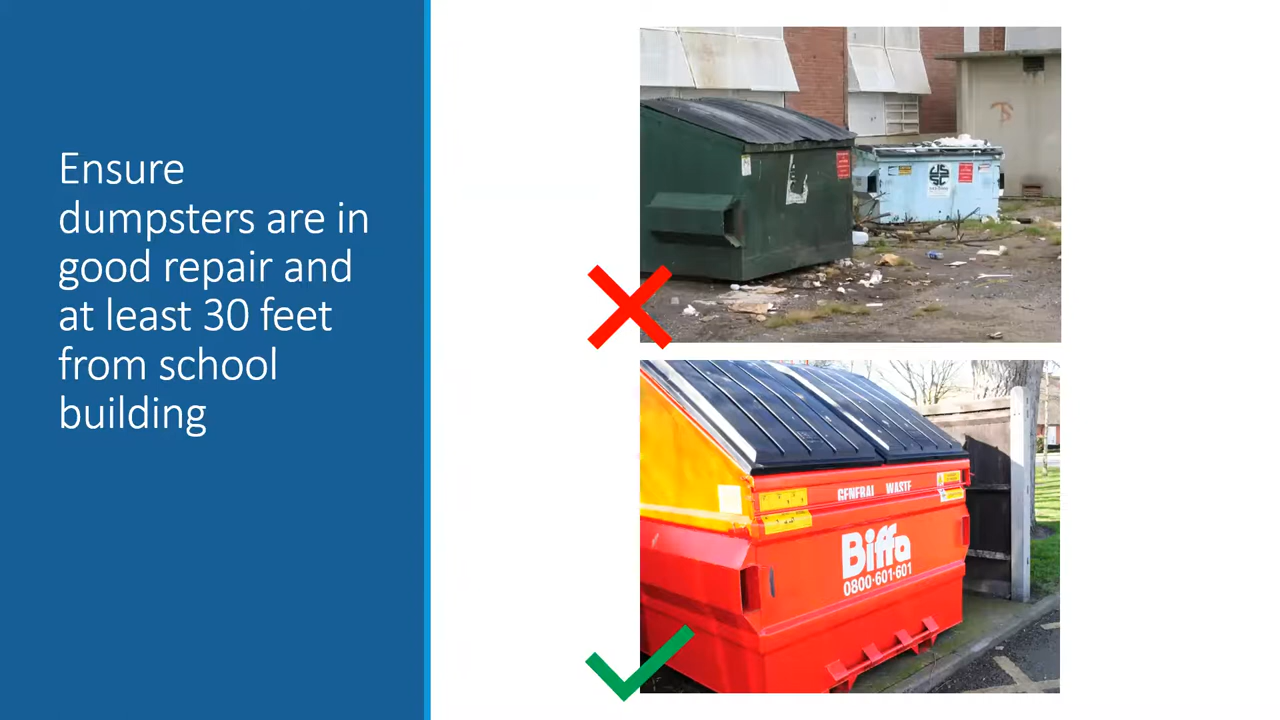 Ensure
dumpsters are in
good repair and
at least 30 feet
from school
building
GENERAL WASTE
Biffa
0800·601·601